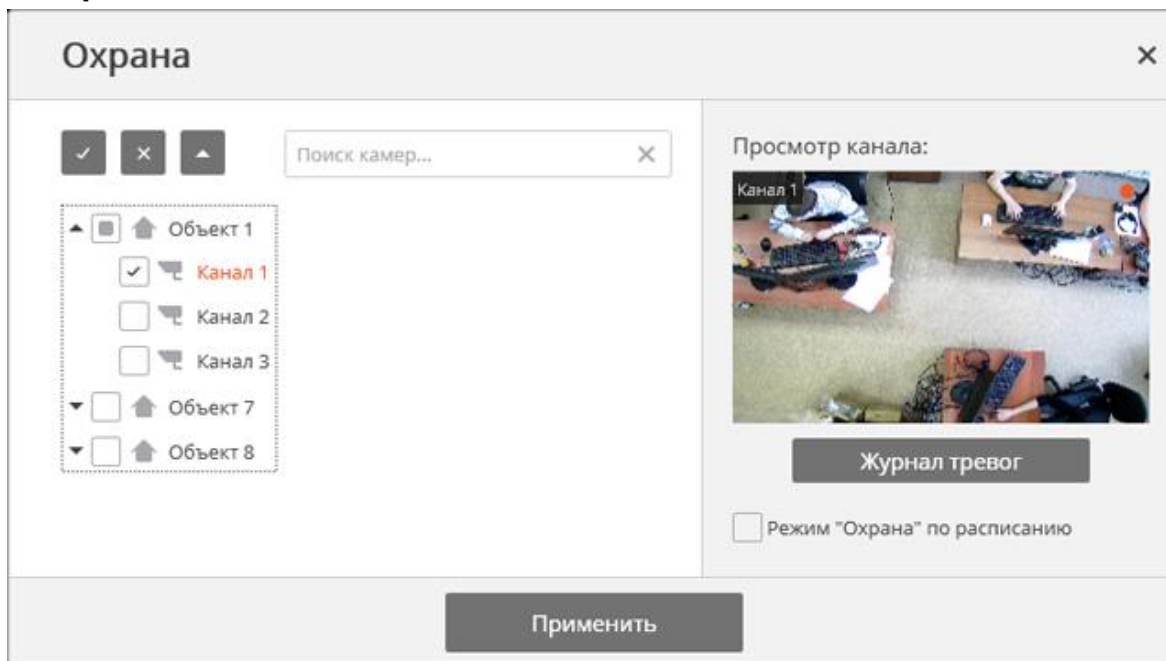 Охрана
Поиск камер...
Объект 1
Канал 1
Канал 2
Канал 3
Объект 7
Объект 8
Просмотр канала:
Канал 1
Журнал тревог
Режим "Охрана" по расписанию
Применить